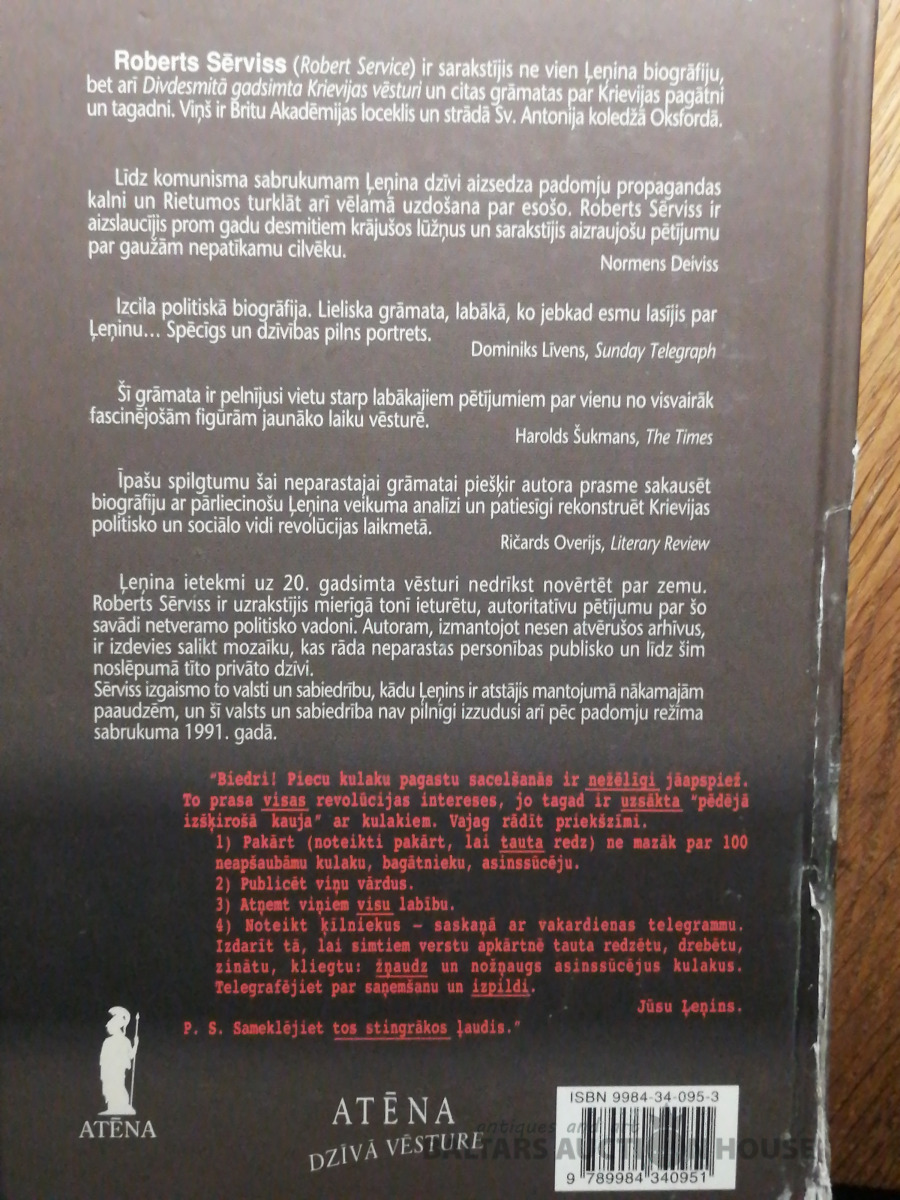 Roberts Sērviss (Robert Service) ir sarakstījis ne vien Ļeņina biogrāfiju,
bet arī Divdesmitā gadsimta Krievijas vēsturi un citas grāmatas par Krievijas pagātni
un tagadni. Viņš ir Britu Akadēmijas loceklis un strādā Sv. Antonija koledžā Oksfordā.
Līdz komunisma sabrukumam Ļeņina dzīvi aizsedza padomju propagandas
kalni un Rietumos turklāt arī vēlamā uzdošana par esošo. Roberts Sērviss ir
aizslaucījis prom gadu desmitiem krājušos lūžņus un sarakstījis aizraujošu pētījumu
par gaužām nepatīkamu cilvēku.
Normens Deiviss
Izcila politiskā biogrāfija. Lieliska grāmata, labākā, ko jebkad esmu lasījis par
Ļeņinu... Spēcīgs un dzīvības pilns portrets.
Dominiks Līvens, Sunday Telegraph
Šī grāmata ir pelnījusi vietu starp labākajiem pētījumiem par vienu no visvairāk
fascinējošām figūrām jaunāko laiku vēsturē.
Harolds Šukmans, The Times
Īpašu spilgtumu šai neparastajai grāmatai piešķir autora prasme sakausēt
biogrāfiju ar pārliecinošu Ļeņina veikuma analīzi un patiesīgi rekonstruēt Krievijas
politisko un sociālo vidi revolūcijas laikmetā.
Ričards Overijs, Literary Review
Ļeņina ietekmi uz 20. gadsimta vēsturi nedrīkst novērtēt par zemu.
Roberts Sērviss ir uzrakstījis mierīgā tonī ieturētu, autoritatīvu pētījumu par šo
savādi netveramo politisko vadoni. Autoram, izmantojot nesen atvērušos arhīvus,
ir izdevies salikt mozaīku, kas rāda neparastas personības publisko un līdz šim
noslēpumā tīto privāto dzīvi.
Sērviss izgaismo to valsti un sabiedrību, kādu Ļeņins ir atstājis mantojumā nākamajām
paaudzēm, un šī valsts un sabiedrība nav pilnīgi izzudusi arī pēc padomju režīma
sabrukuma 1991. gadā.
"Biedri! Piecu kulaku pagastu sacelšanās ir nežēlīgi jāapspiež.
To prasa visas revolūcijas intereses, jo tagad ir uzsākta "pēdējā
izšķirošā kauja" ar kulakiem. Vajag rādīt priekšzīmi.
1) Pakārt (noteikti pakārt, lai tauta redz) ne mazāk par 100
neapšaubāmu kulaku, bagātnieku, asinssūcēju.
2) Publicēt viņu vārdus.
3) Atņemt viņiem visu labību.
4) Noteikt ķīlniekus – saskaņā ar vakardienas telegrammu.
Izdarīt tā, lai simtiem verstu apkārtnē tauta redzētu, drebētu,
zinātu, kliegtu: žņaudz un nožņaugs asinssūcējus kulakus.
Telegrafējiet par saņemšanu un izpildi.
Jūsu Ļeņins.
P. S. Sameklējiet tos stingrākos ļaudis."
ATĒNA
ATĒNA
DZĪVĀ VĒSTURE
ISBN 9984-34-095-3
9 789984 340951
antiques and art
BALTARS AUCTION HOUSE